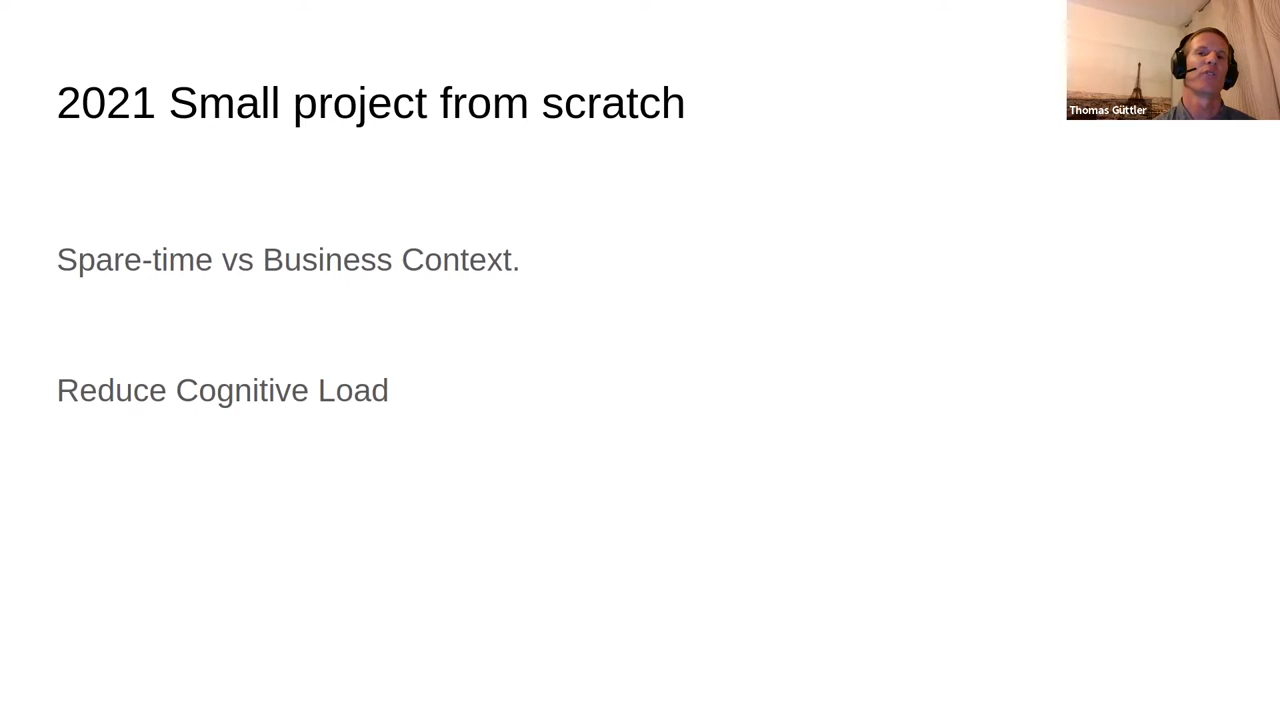 2021 Small project from scratch
Thomas Güttler
Spare-time vs Business Context.
Reduce Cognitive Load